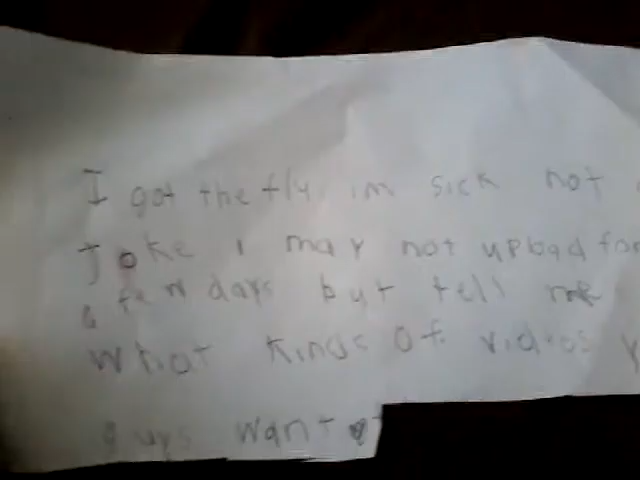 I got the fly. im sick not
Joke i may not upload for
a few days but tell me
What kinds of videos y
guys want